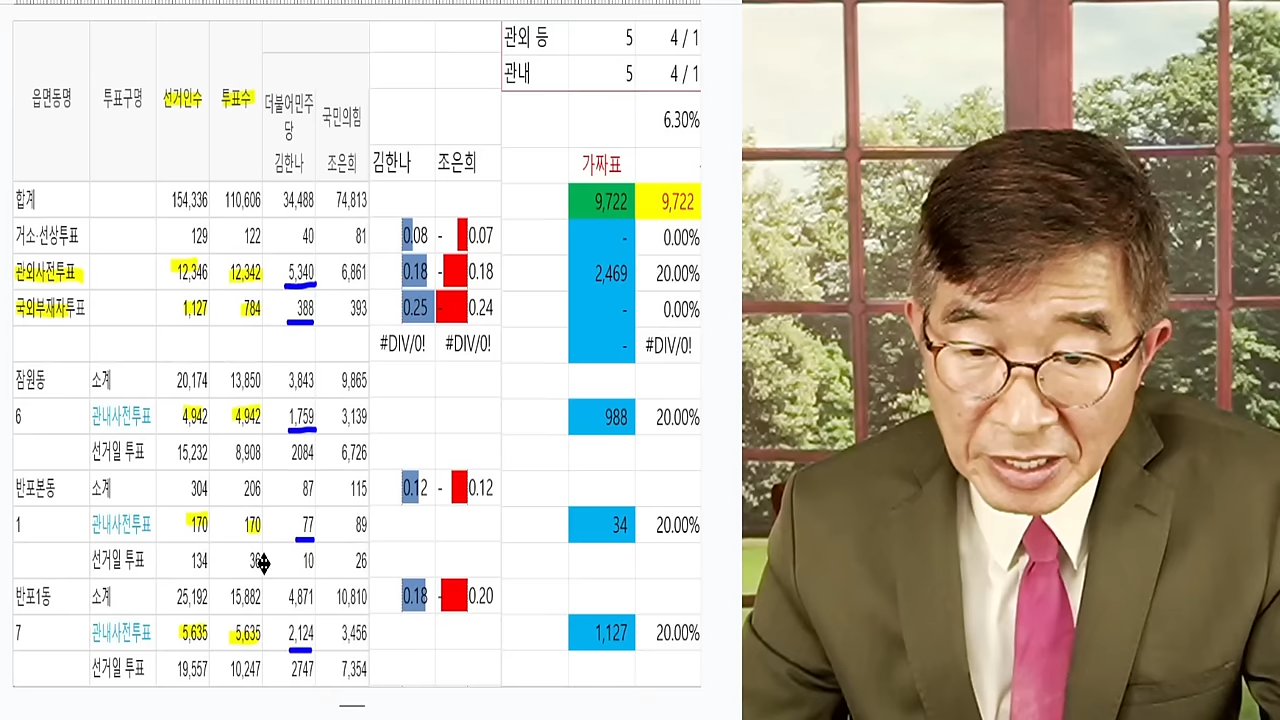 관외 등 5 4 / 1
관내 5 4 / 1
읍면동명 투표구명 선거인수 투표수 더불어민주당 국민의힘
6.30%
김한나 조은희 김한나 조은희 가짜표
합계 154,336 110,606 34,488 74,813 9,722 9,722
거소·선상투표 129 122 40 81 0.08 - 0.07 - 0.00%
관외사전투표 12,346 12,342 5,340 6,861 0.18 - 0.18 2,469 20.00%
국외부재자투표 1,127 784 388 393 0.25 - 0.24 - 0.00%
#DIV/0! #DIV/0! - #DIV/0!
잠원동 소계 20,174 13,850 3,843 9,865
6 관내사전투표 4,942 4,942 1,759 3,139 988 20.00%
선거일 투표 15,232 8,908 2084 6,726
반포본동 소계 304 206 87 115 0.12 - 0.12
1 관내사전투표 170 170 77 89 34 20.00%
선거일 투표 134 36 10 26
반포1동 소계 25,192 15,882 4,871 10,810 0.18 - 0.20
7 관내사전투표 5,635 5,635 2,124 3,456 1,127 20.00%
선거일 투표 19,557 10,247 2747 7,354